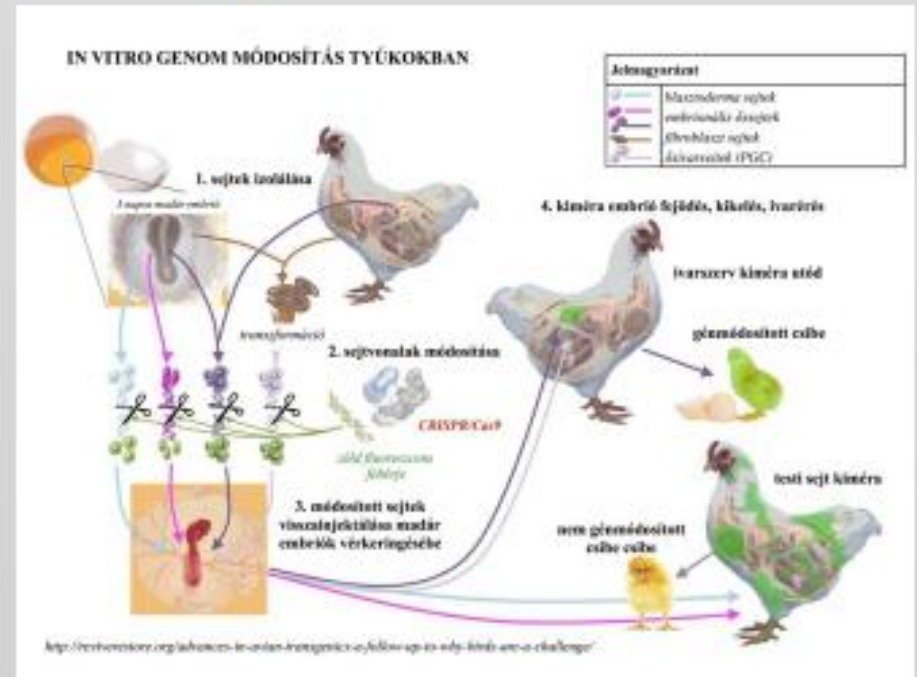 IN VITRO GENOM MÓDOSÍTÁS TYÚKOKBAN
Jelmagyarázat
blasztoderma sejtek
embrionális őssejtek
fibroblaszt sejtek
ősivarsejtek (PGC)
1. sejtek izolálása
3 napos madár embrió
4. kiméra embrió fejődés, kikelés, ivarérés
ivarszerv kiméra utód
transzformáció
génmódosított csibe
2. sejtvonalak módosítása
CRISPR/Cas9
zöld fluoreszcens
fehérje
testi sejt kiméra
3. módosított sejtek
visszainjektálása madár
embriók vérkeringésébe
nem génmódosított
csibe csibe
http://reviverestore.org/advances-in-avian-transgenics-a-follow-up-to-why-birds-are-a-challenge/